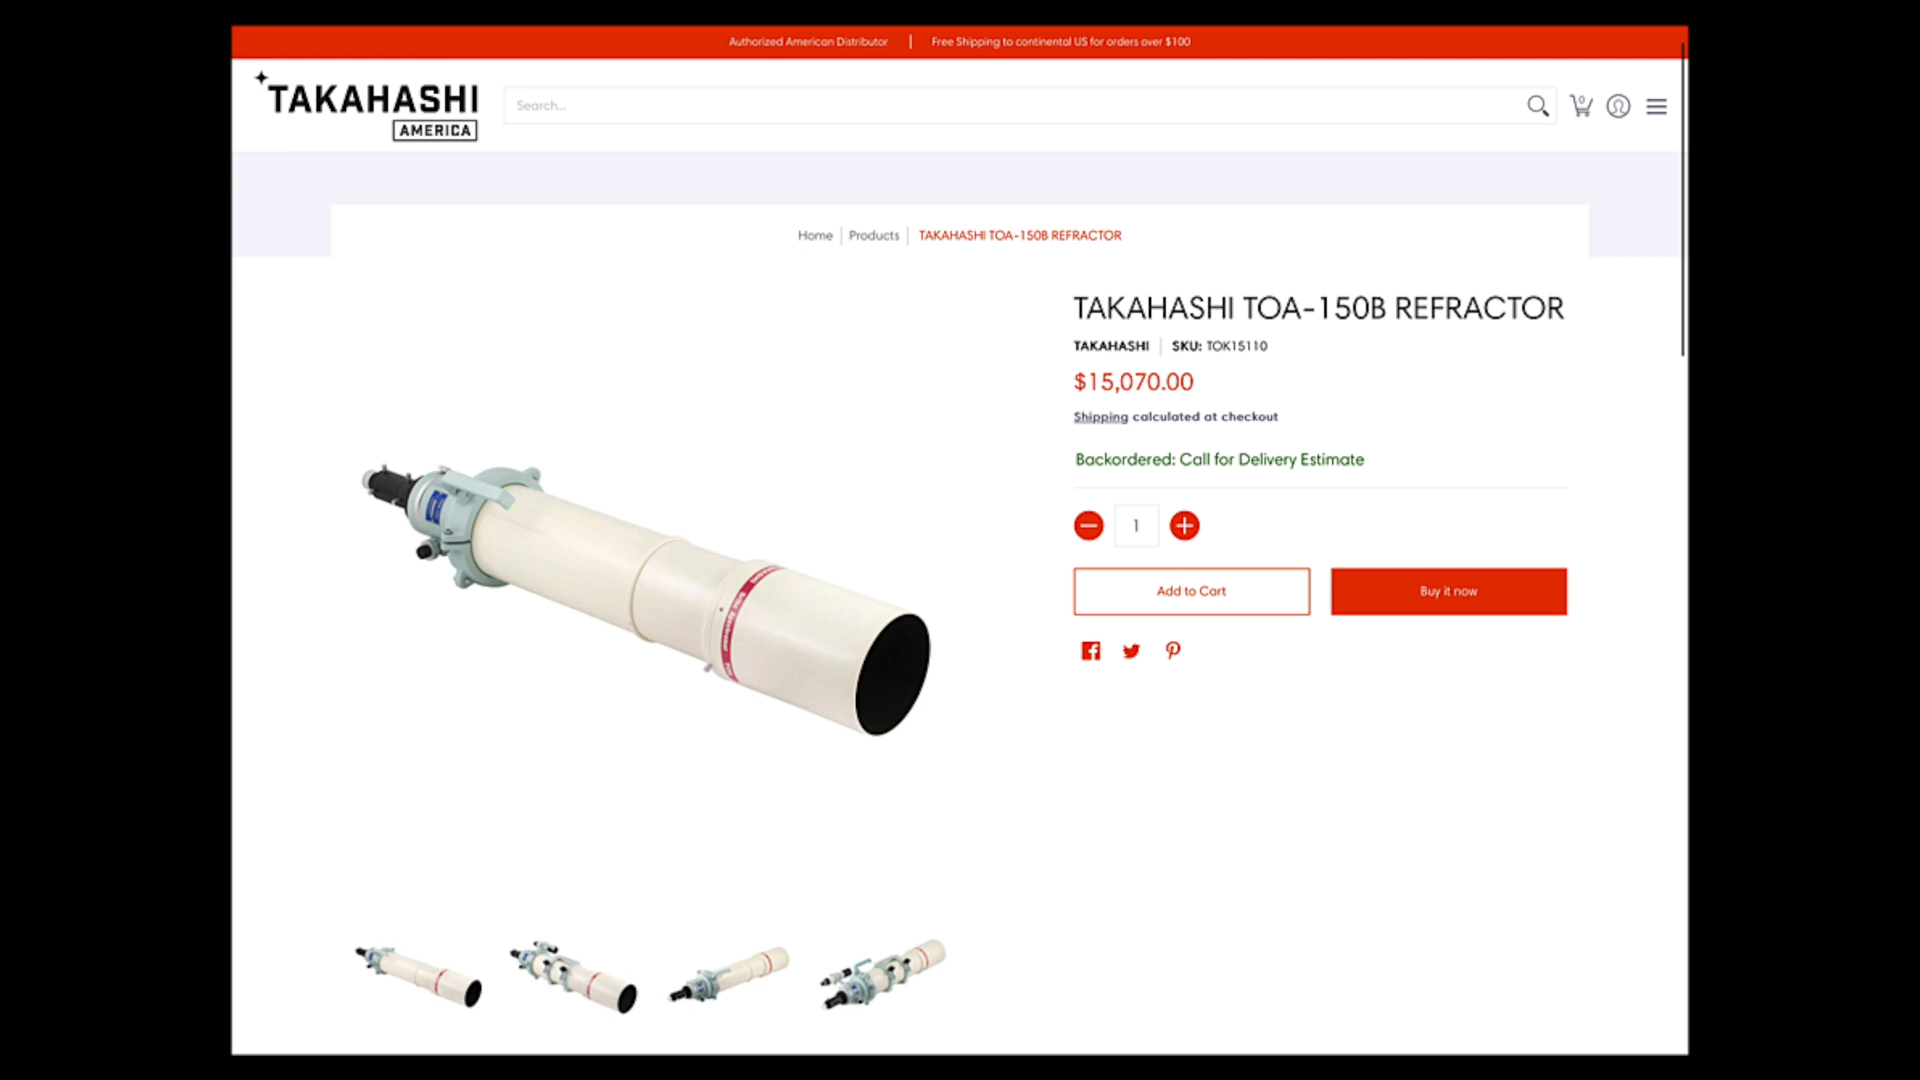 Authorized American Distributor | Free Shipping to continental US for orders over $100
TAKAHASHI
AMERICA
Search...
0
Home | Products | TAKAHASHI TOA-150B REFRACTOR
TAKAHASHI TOA-150B REFRACTOR
TAKAHASHI | SKU: TOK15110
$15,070.00
Shipping calculated at checkout
Backordered: Call for Delivery Estimate
1
Add to Cart
Buy it now